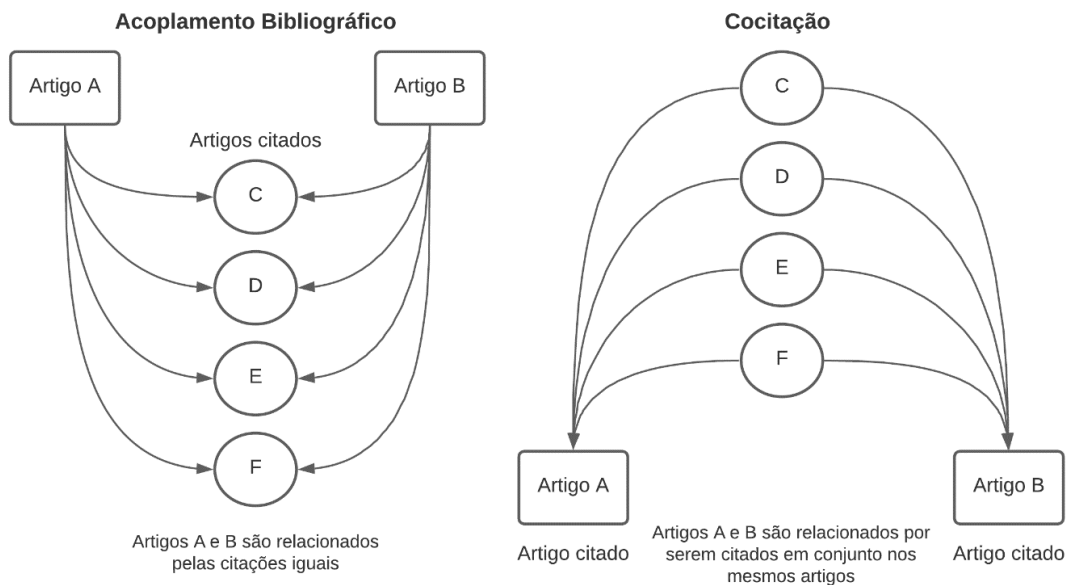 Acoplamento Bibliográfico
Artigo A
Artigo B
Artigos citados
C
D
E
F
Artigos A e B são relacionados
pelas citações iguais
Cocitação
C
D
E
F
Artigo A
Artigo B
Artigo citado
Artigos A e B são relacionados por
serem citados em conjunto nos
mesmos artigos
Artigo citado